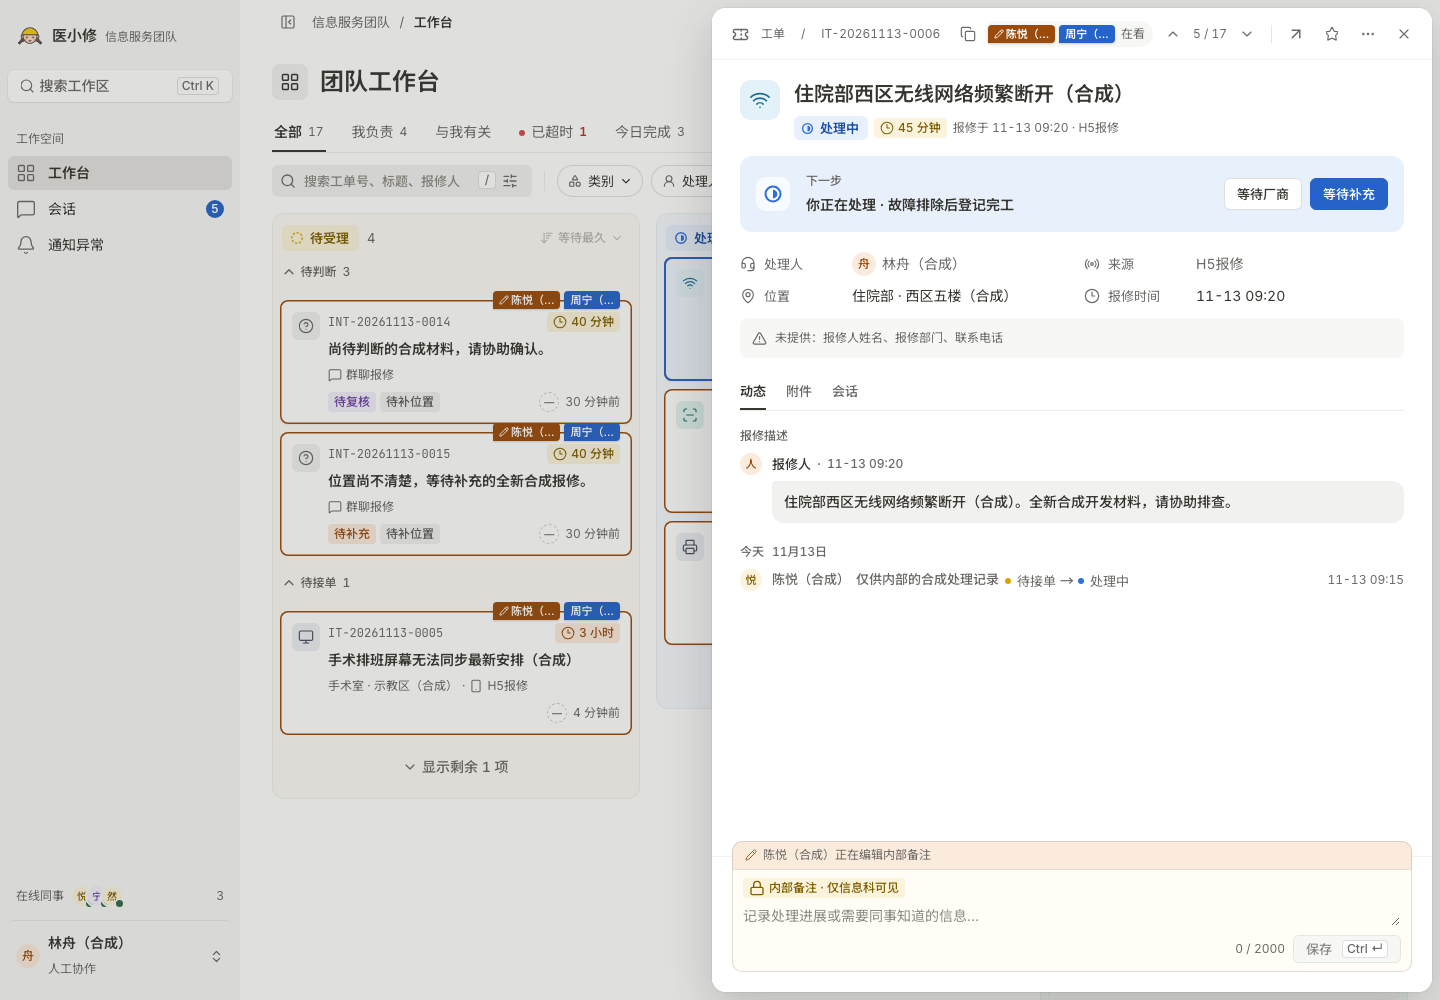 医小修 信息服务团队
搜索工作区 Ctrl K
工作空间
工作台
会话 5
通知异常
在线同事 悦 宁 然 3
舟 林舟（合成）
人工协作
信息服务团队 / 工作台
团队工作台
全部 17 我负责 4 与我有关 已超时 1 今日完成 3
搜索工单号、标题、报修人 / 类别 处理人
待受理 4 等待最久
待判断 3
陈悦（... 周宁（...
INT-20261113-0014 40 分钟
尚待判断的合成材料，请协助确认。
群聊报修
待复核 待补位置 30 分钟前
陈悦（... 周宁（...
INT-20261113-0015 40 分钟
位置尚不清楚，等待补充的全新合成报修。
群聊报修
待补充 待补位置 30 分钟前
待接单 1
陈悦（... 周宁（...
IT-20261113-0005 3 小时
手术排班屏幕无法同步最新安排（合成）
手术室 · 示教区（合成） · H5报修
4 分钟前
显示剩余 1 项
工单 / IT-20261113-0006 陈悦（... 周宁（... 在看 5 / 17
住院部西区无线网络频繁断开（合成）
处理中 45 分钟 报修于 11-13 09:20 · H5报修
下一步
你正在处理 · 故障排除后登记完工
等待厂商 等待补充
处理人 舟 林舟（合成） 来源 H5报修
位置 住院部 · 西区五楼（合成） 报修时间 11-13 09:20
未提供：报修人姓名、报修部门、联系电话
动态 附件 会话
报修描述
人 报修人 · 11-13 09:20
住院部西区无线网络频繁断开（合成）。全新合成开发材料，请协助排查。
今天 11月13日
悦 陈悦（合成） 仅供内部的合成处理记录 待接单 → 处理中 11-13 09:15
陈悦（合成）正在编辑内部备注
内部备注 · 仅信息科可见
记录处理进展或需要同事知道的信息...
0 / 2000 保存 Ctrl ↵